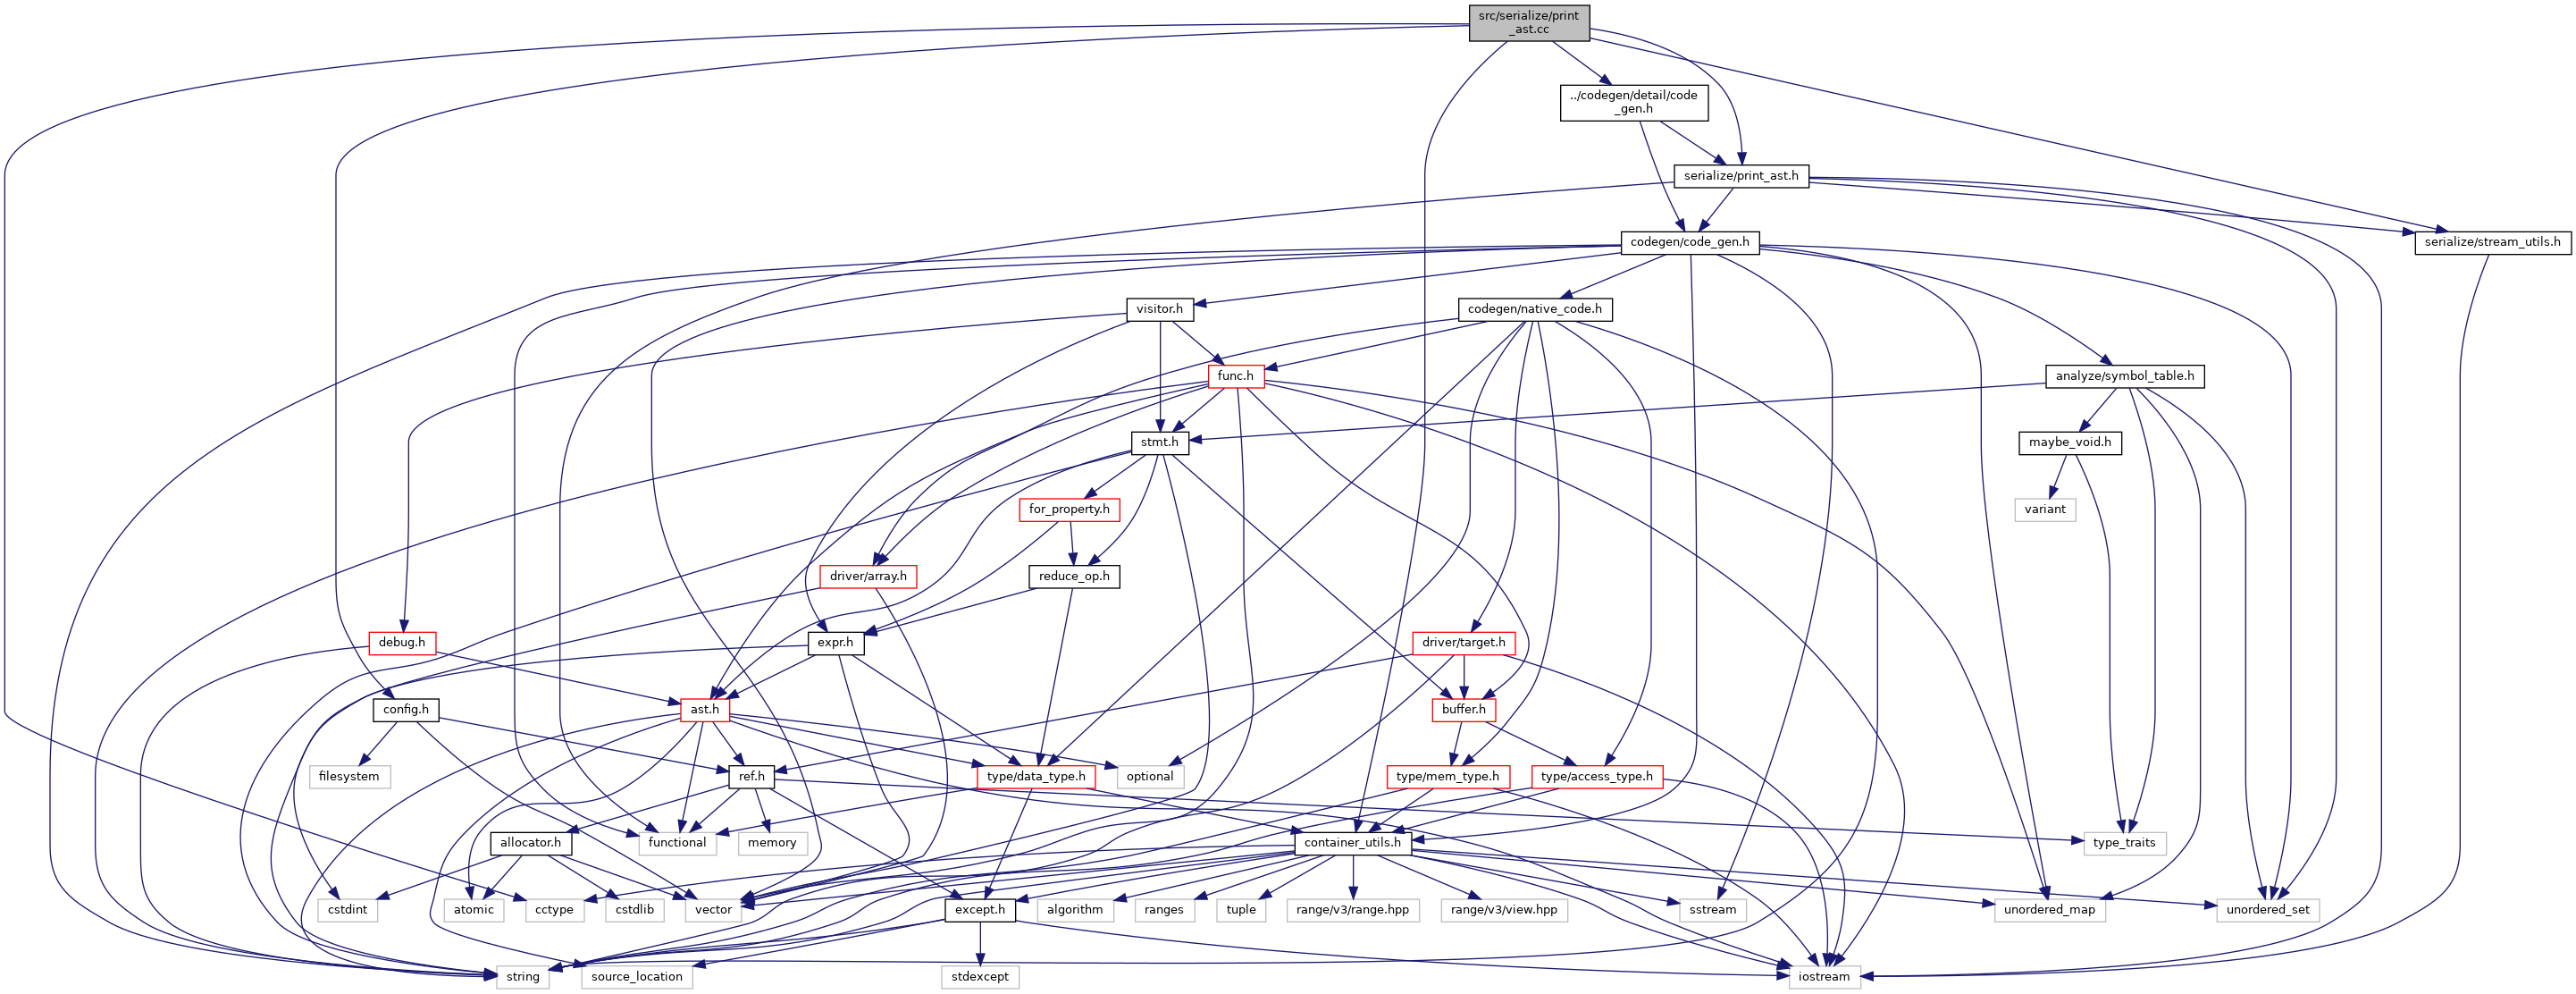 src/serialize/print
_ast.cc
../codegen/detail/code
_gen.h
serialize/print_ast.h
codegen/code_gen.h
serialize/stream_utils.h
visitor.h
codegen/native_code.h
func.h
analyze/symbol_table.h
stmt.h
maybe_void.h
for_property.h
variant
driver/array.h
reduce_op.h
debug.h
expr.h
driver/target.h
config.h
ast.h
buffer.h
filesystem
ref.h
type/data_type.h
optional
type/mem_type.h
type/access_type.h
allocator.h
functional
memory
container_utils.h
type_traits
cstdint
atomic
cctype
cstdlib
vector
except.h
algorithm
ranges
tuple
range/v3/range.hpp
range/v3/view.hpp
sstream
unordered_map
unordered_set
string
source_location
stdexcept
iostream